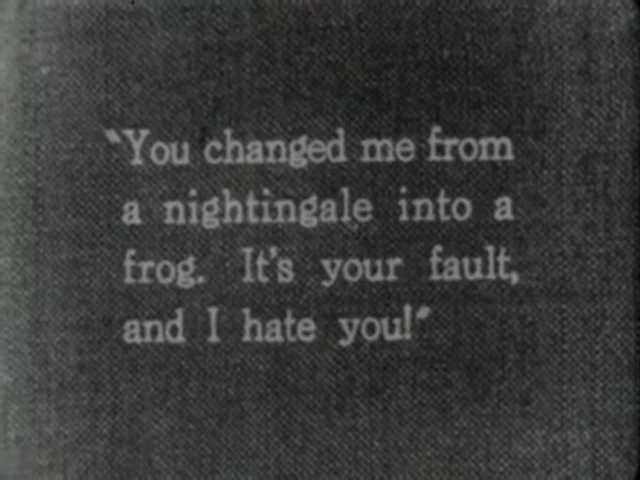 "You changed me from
a nightingale into a
frog. It's your fault,
and I hate you!"